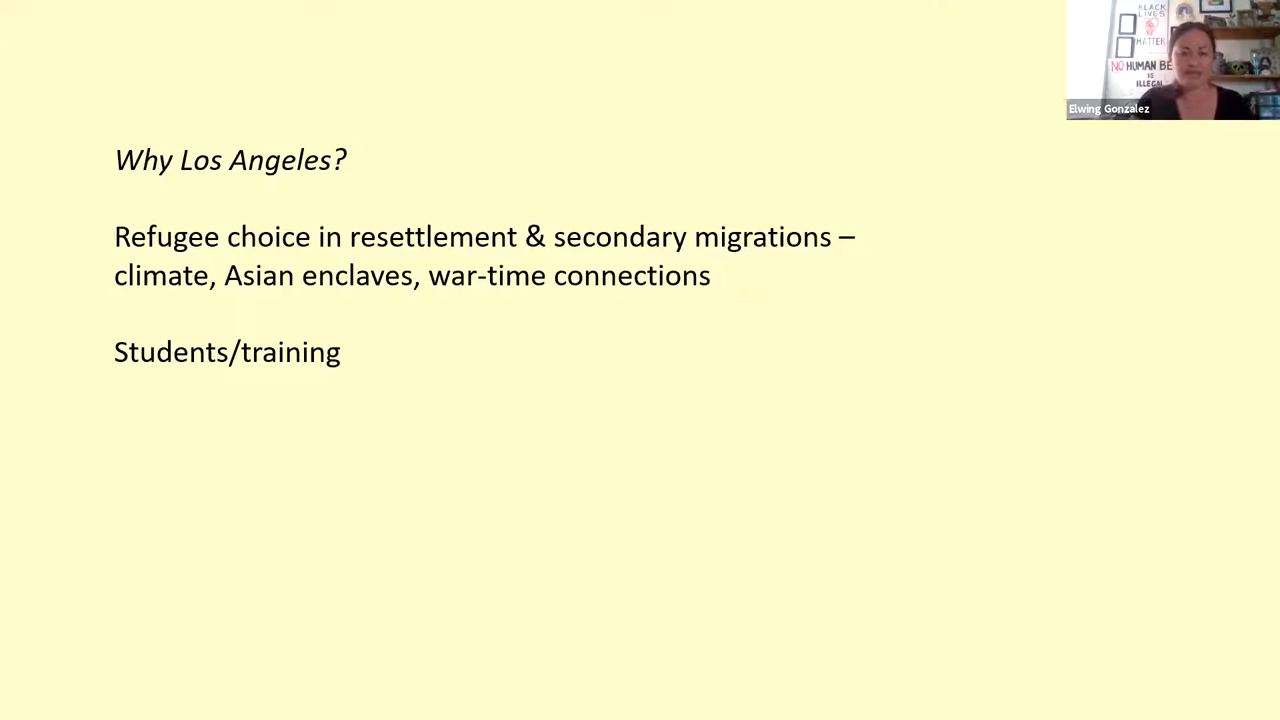 BLACK
LIVES
MATTER
NO HUMAN BE
IS
ILLEGAL
Elwing Gonzalez
Why Los Angeles?
Refugee choice in resettlement & secondary migrations –
climate, Asian enclaves, war-time connections
Students/training